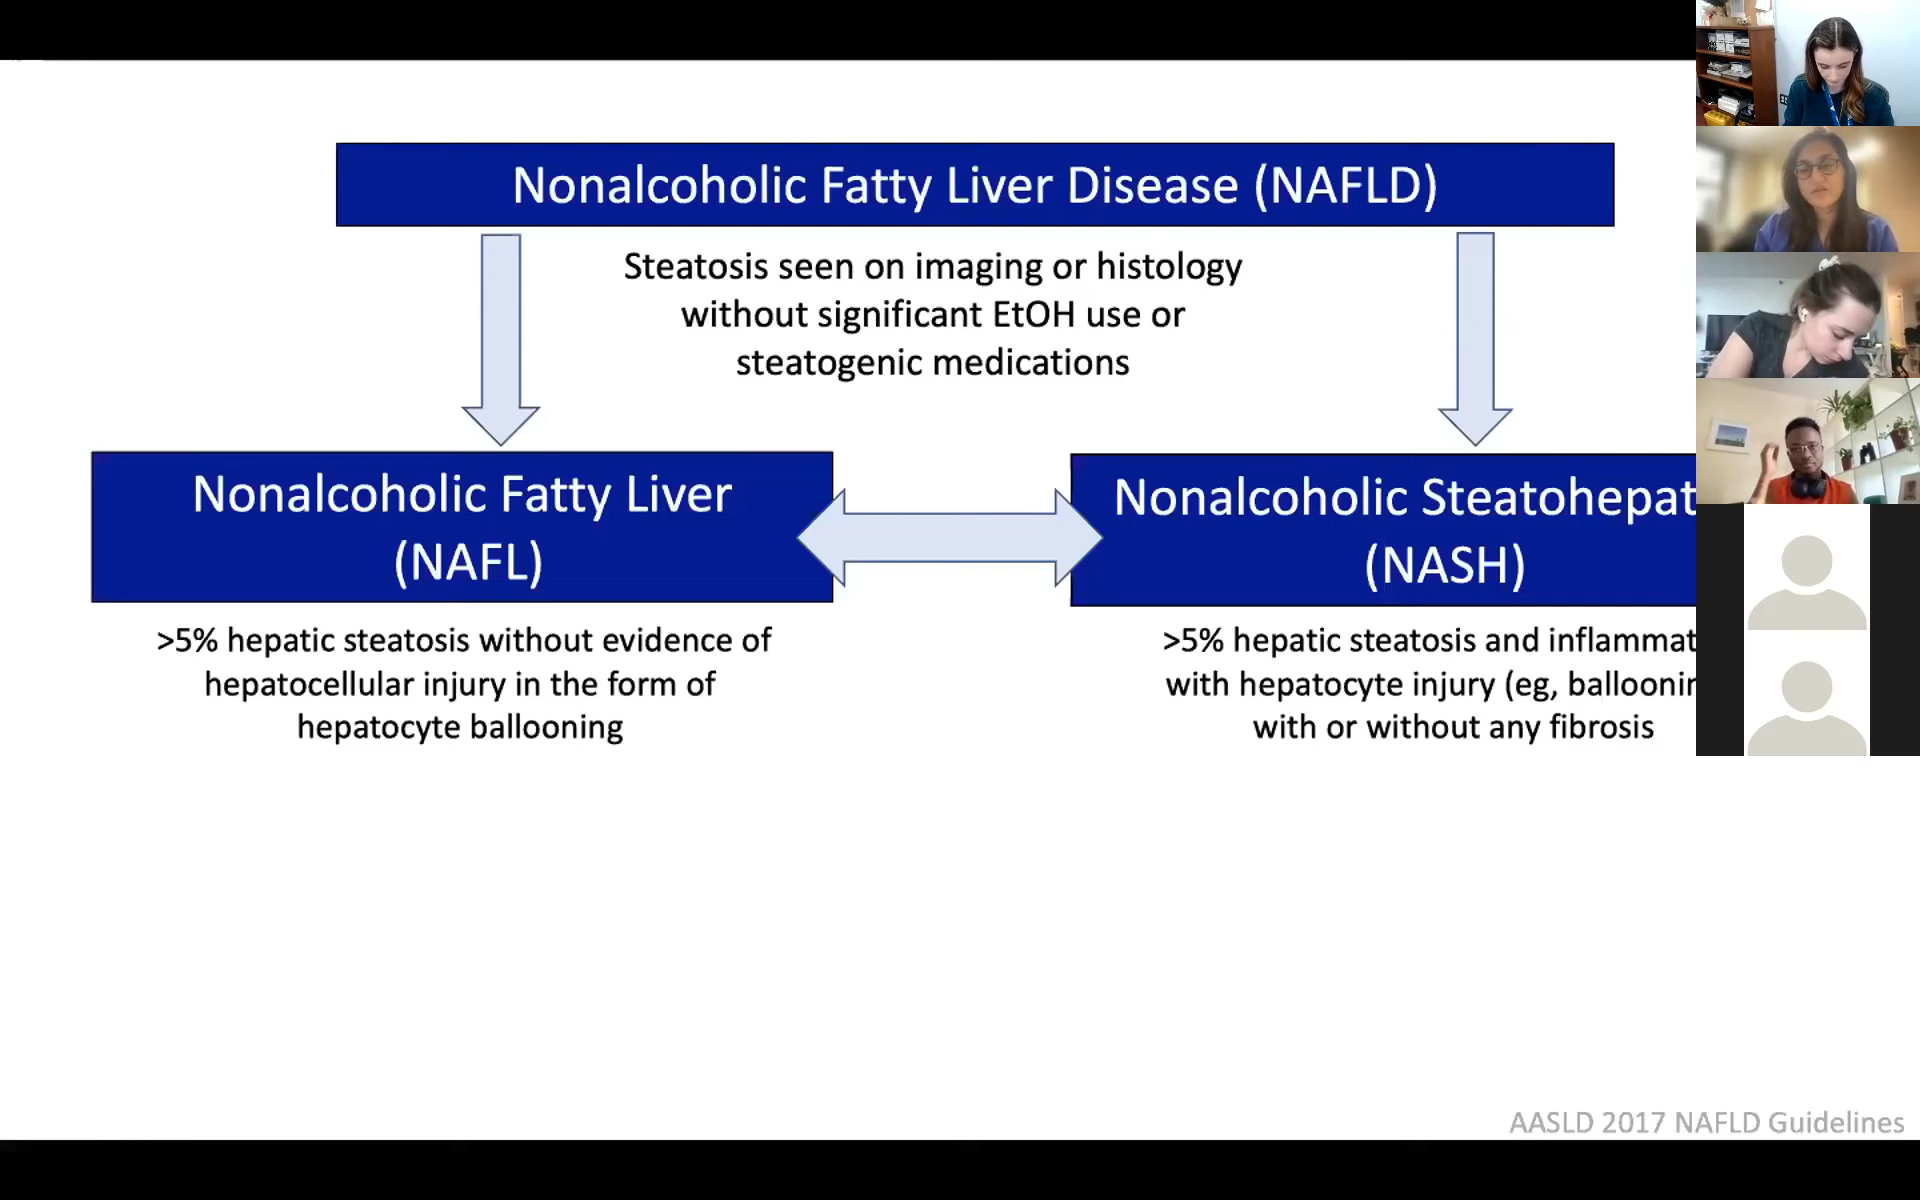 Nonalcoholic Fatty Liver Disease (NAFLD)
Steatosis seen on imaging or histology
without significant EtOH use or
steatogenic medications
Nonalcoholic Fatty Liver
(NAFL)
>5% hepatic steatosis without evidence of
hepatocellular injury in the form of
hepatocyte ballooning
Nonalcoholic Steatohepat
(NASH)
>5% hepatic steatosis and inflammat
with hepatocyte injury (eg, balloonin
with or without any fibrosis
AASLD 2017 NAFLD Guidelines